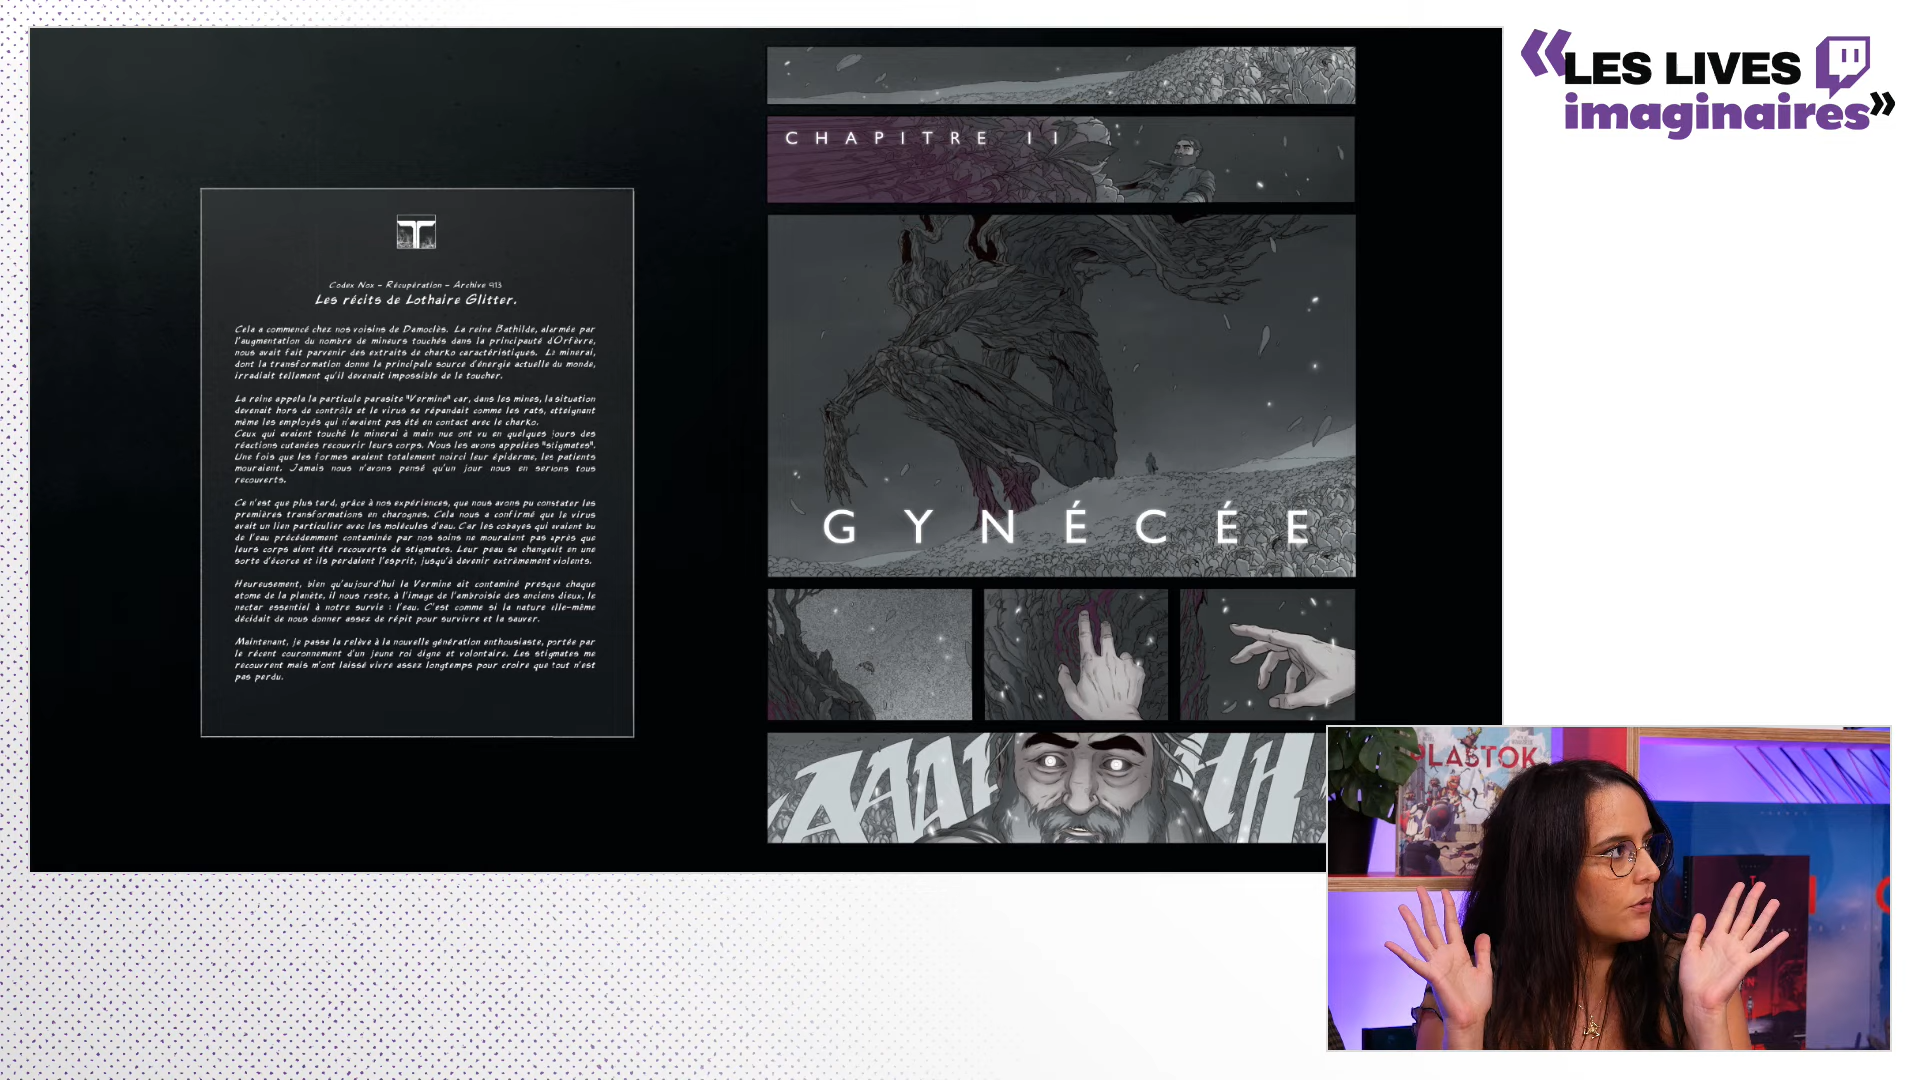 Codex Nox - Récupération - Archive 913
Les récits de Lothaire Glitter.
Cela a commencé chez nos voisins de Damoclès. La reine Bathilde, alarmée par
l'augmentation du nombre de mineurs touchés dans la principauté d'Orfèvre,
nous avait fait parvenir des extraits de charko caractéristiques. Le minerai,
dont la transformation donne la principale source d'énergie actuelle du monde,
irradiait tellement qu'il devenait impossible de le toucher.
La reine appela la particule parasite "Vermine" car, dans les mines, la situation
devenait hors de contrôle et le virus se répandait comme les rats, atteignant
même les employés qui n'avaient pas été en contact avec le charko.
Ceux qui avaient touché le minerai à main nue ont vu en quelques jours des
réactions cutanées recouvrir leurs corps. Nous les avons appelées "stigmates".
Une fois que les formes avaient totalement noirci leur épiderme, les patients
mouraient. Jamais nous n'avons pensé qu'un jour nous en serions tous
recouverts.
Ce n'est que plus tard, grâce à nos expériences, que nous avons pu constater les
premières transformations en charognes. Cela nous a confirmé que le virus
avait un lien particulier avec les molécules d'eau. Car les cobayes qui avaient bu
de l'eau précédemment contaminée par nos soins ne mouraient pas après que
leurs corps aient été recouverts de stigmates. Leur peau se changeait en une
sorte d'écorce et ils perdaient l'esprit, jusqu'à devenir extrêmement violents.
Heureusement, bien qu'aujourd'hui la Vermine ait contaminé presque chaque
atome de la planète, il nous reste, à l'image de l'ambroisie des anciens dieux, le
nectar essentiel à notre survie : l'eau. C'est comme si la nature elle-même
décidait de nous donner assez de répit pour survivre et la sauver.
Maintenant, je passe la relève à la nouvelle génération enthousiaste, portée par
le récent couronnement d'un jeune roi digne et volontaire. Les stigmates me
recouvrent mais m'ont laissé vivre assez longtemps pour croire que tout n'est
pas perdu.
CHAPITRE II
GYNÉCÉE
«LES LIVES
imaginaires»
PLASTOK